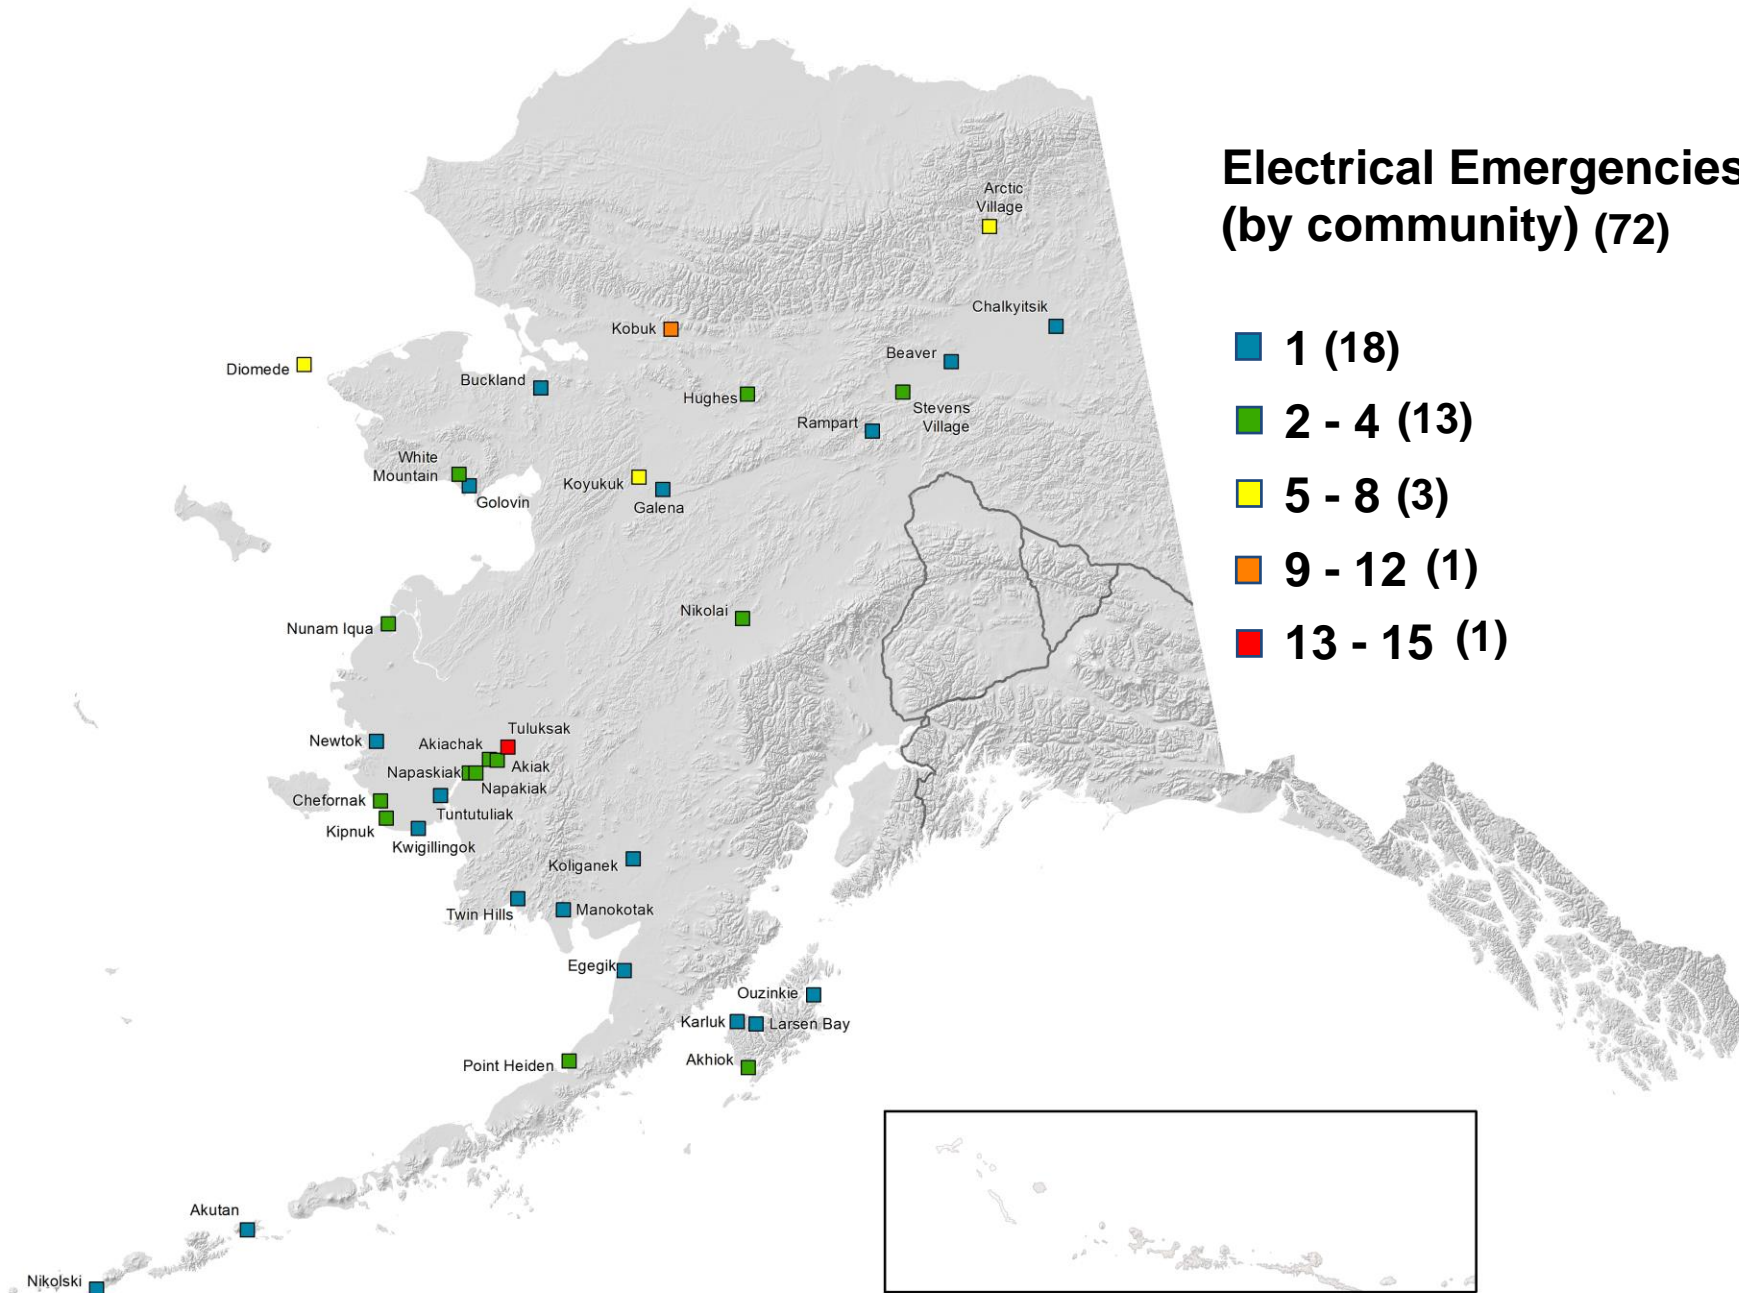 Electrical Emergencies
(by community) (72)
1 (18)
2 - 4 (13)
5 - 8 (3)
9 - 12 (1)
13 - 15 (1)
Arctic
Village
Chalkyitsik
Kobuk
Beaver
Diomede
Buckland
Hughes
Stevens
Village
Rampart
White
Mountain
Golovin
Koyukuk
Galena
Nikolai
Nunam Iqua
Tuluksak
Newtok
Akiachak
Akiak
Napaskiak
Napakiak
Chefornak
Tuntutuliak
Kipnuk
Kwigillingok
Koliganek
Twin Hills
Manokotak
Egegik
Ouzinkie
Karluk
Larsen Bay
Point Heiden
Akhiok
Akutan
Nikolski